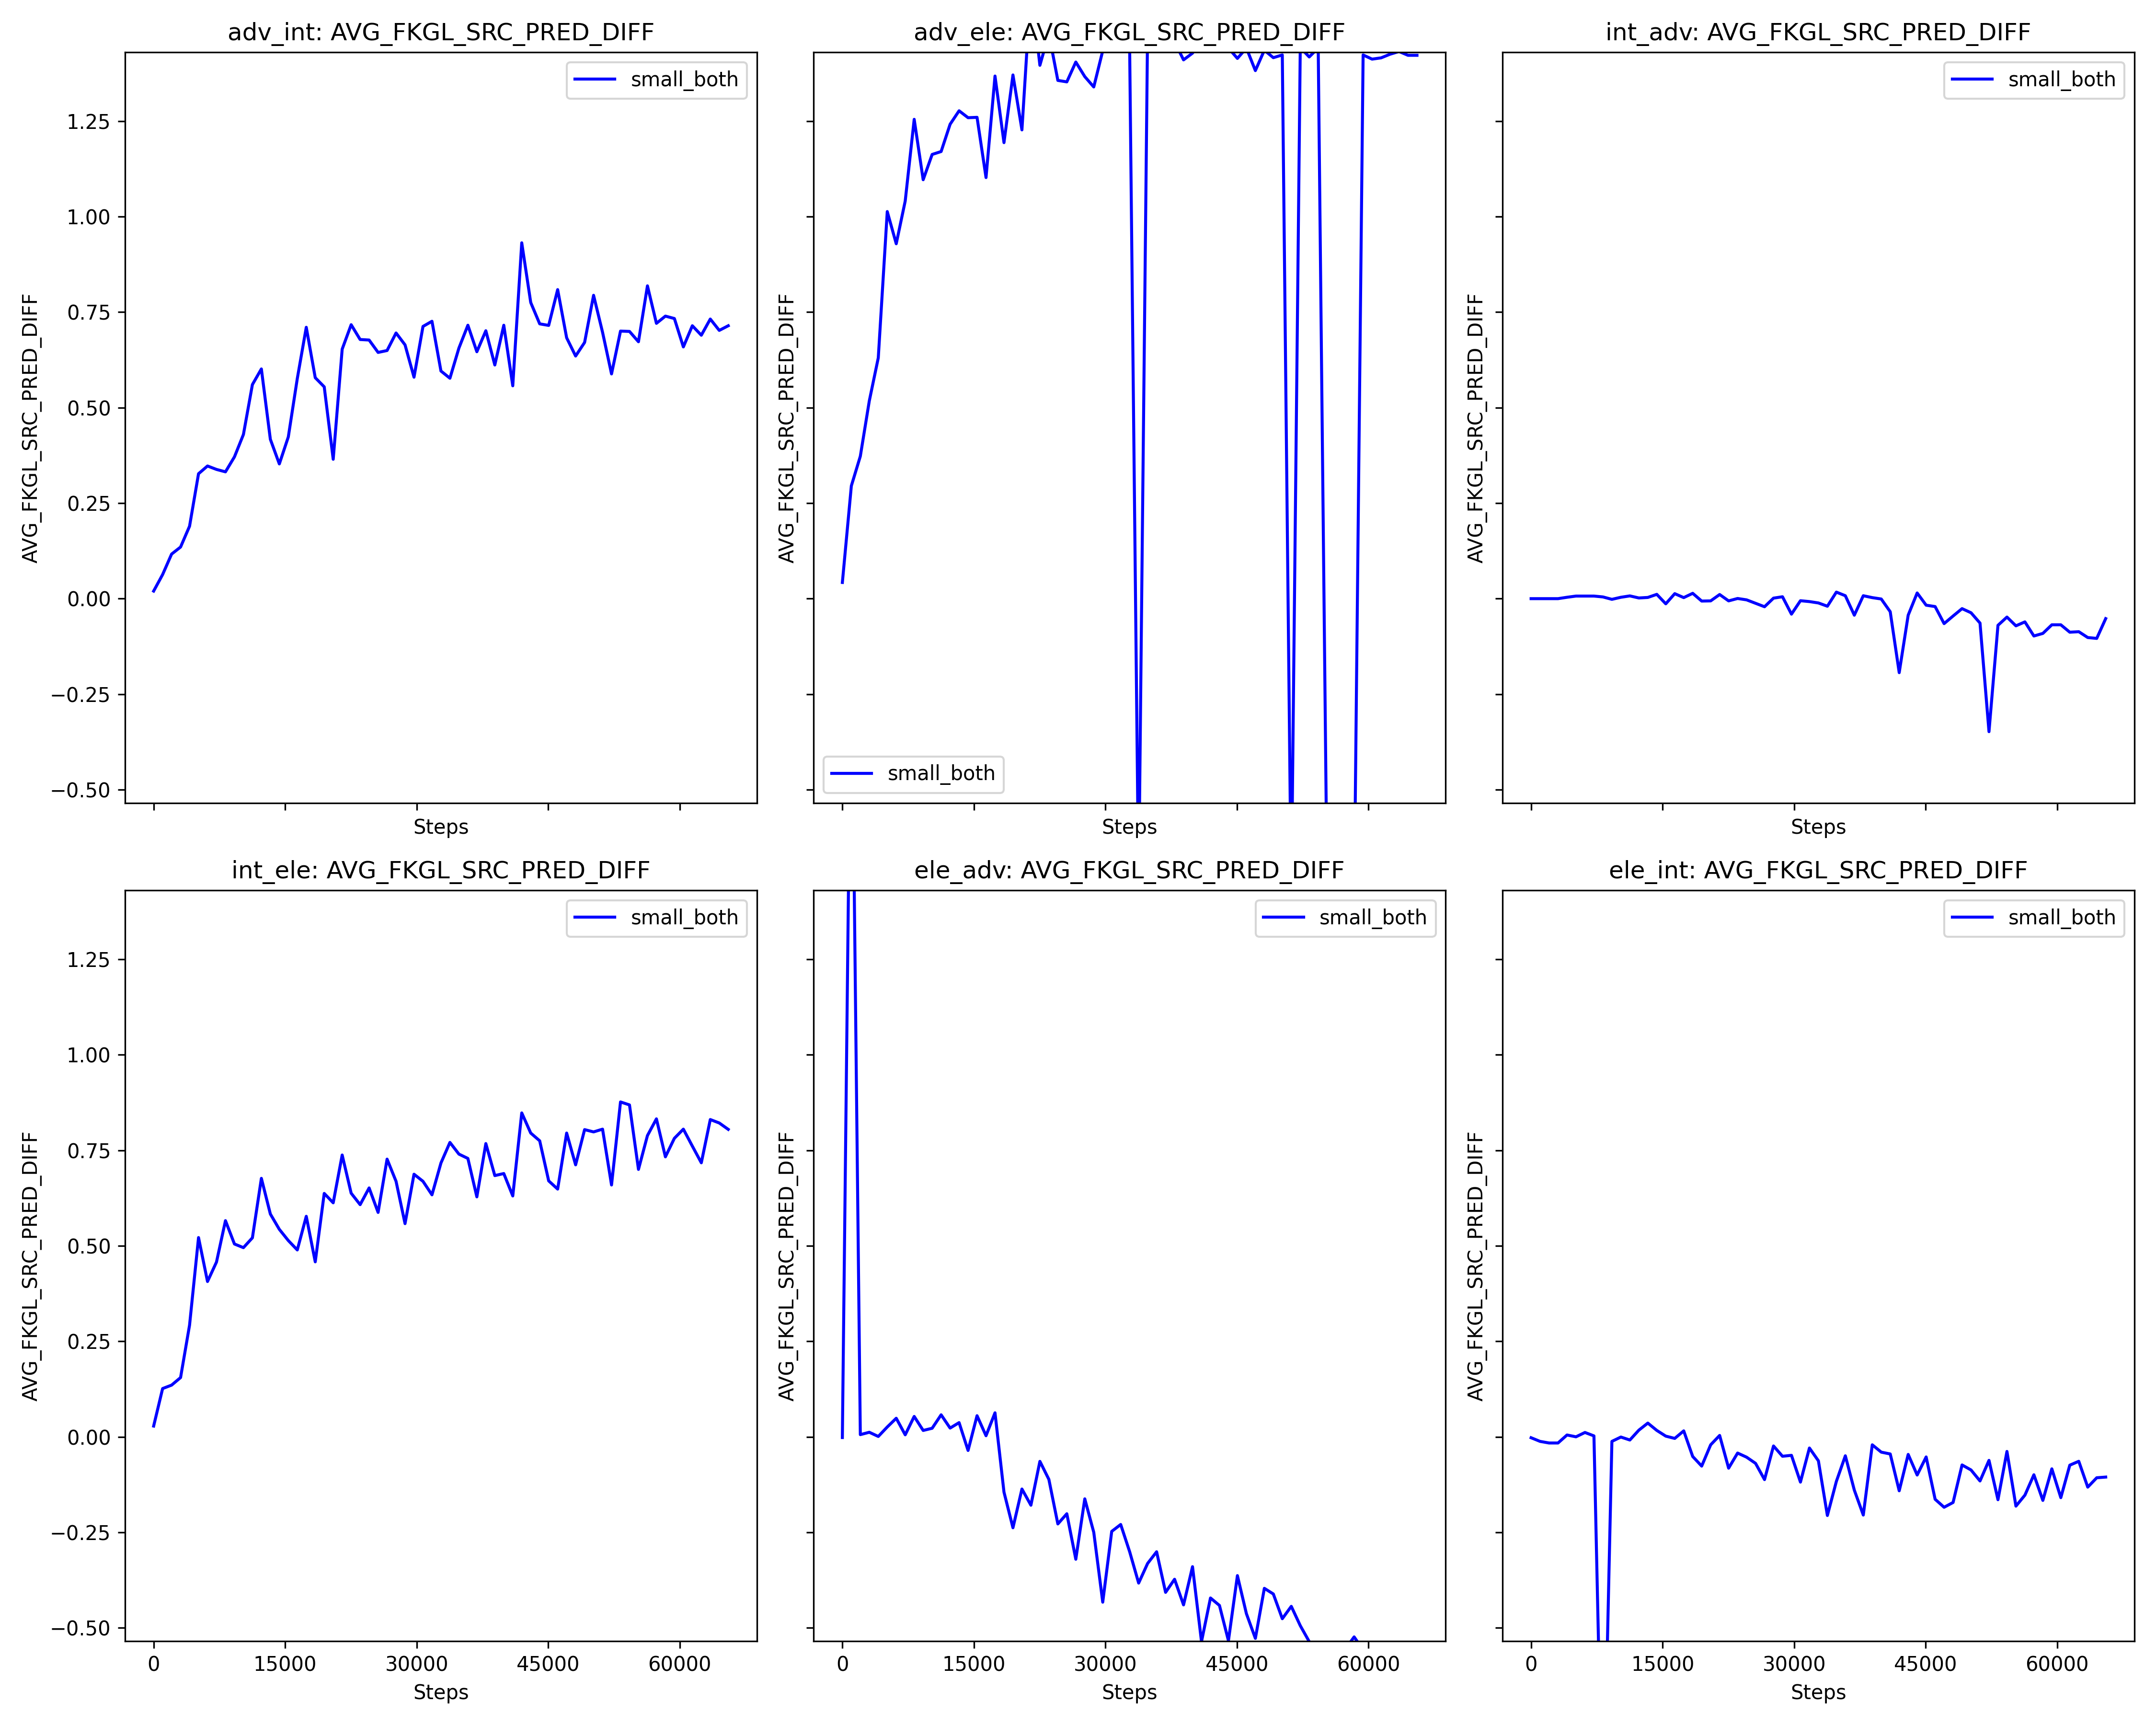 adv_int: AVG_FKGL_SRC_PRED_DIFF
small_both
AVG_FKGL_SRC_PRED_DIFF
1.25
1.00
0.75
0.50
0.25
0.00
−0.25
−0.50
Steps
adv_ele: AVG_FKGL_SRC_PRED_DIFF
AVG_FKGL_SRC_PRED_DIFF
small_both
Steps
int_adv: AVG_FKGL_SRC_PRED_DIFF
small_both
AVG_FKGL_SRC_PRED_DIFF
Steps
int_ele: AVG_FKGL_SRC_PRED_DIFF
small_both
AVG_FKGL_SRC_PRED_DIFF
1.25
1.00
0.75
0.50
0.25
0.00
−0.25
−0.50
0 15000 30000 45000 60000
Steps
ele_adv: AVG_FKGL_SRC_PRED_DIFF
small_both
AVG_FKGL_SRC_PRED_DIFF
0 15000 30000 45000 60000
Steps
ele_int: AVG_FKGL_SRC_PRED_DIFF
small_both
AVG_FKGL_SRC_PRED_DIFF
0 15000 30000 45000 60000
Steps